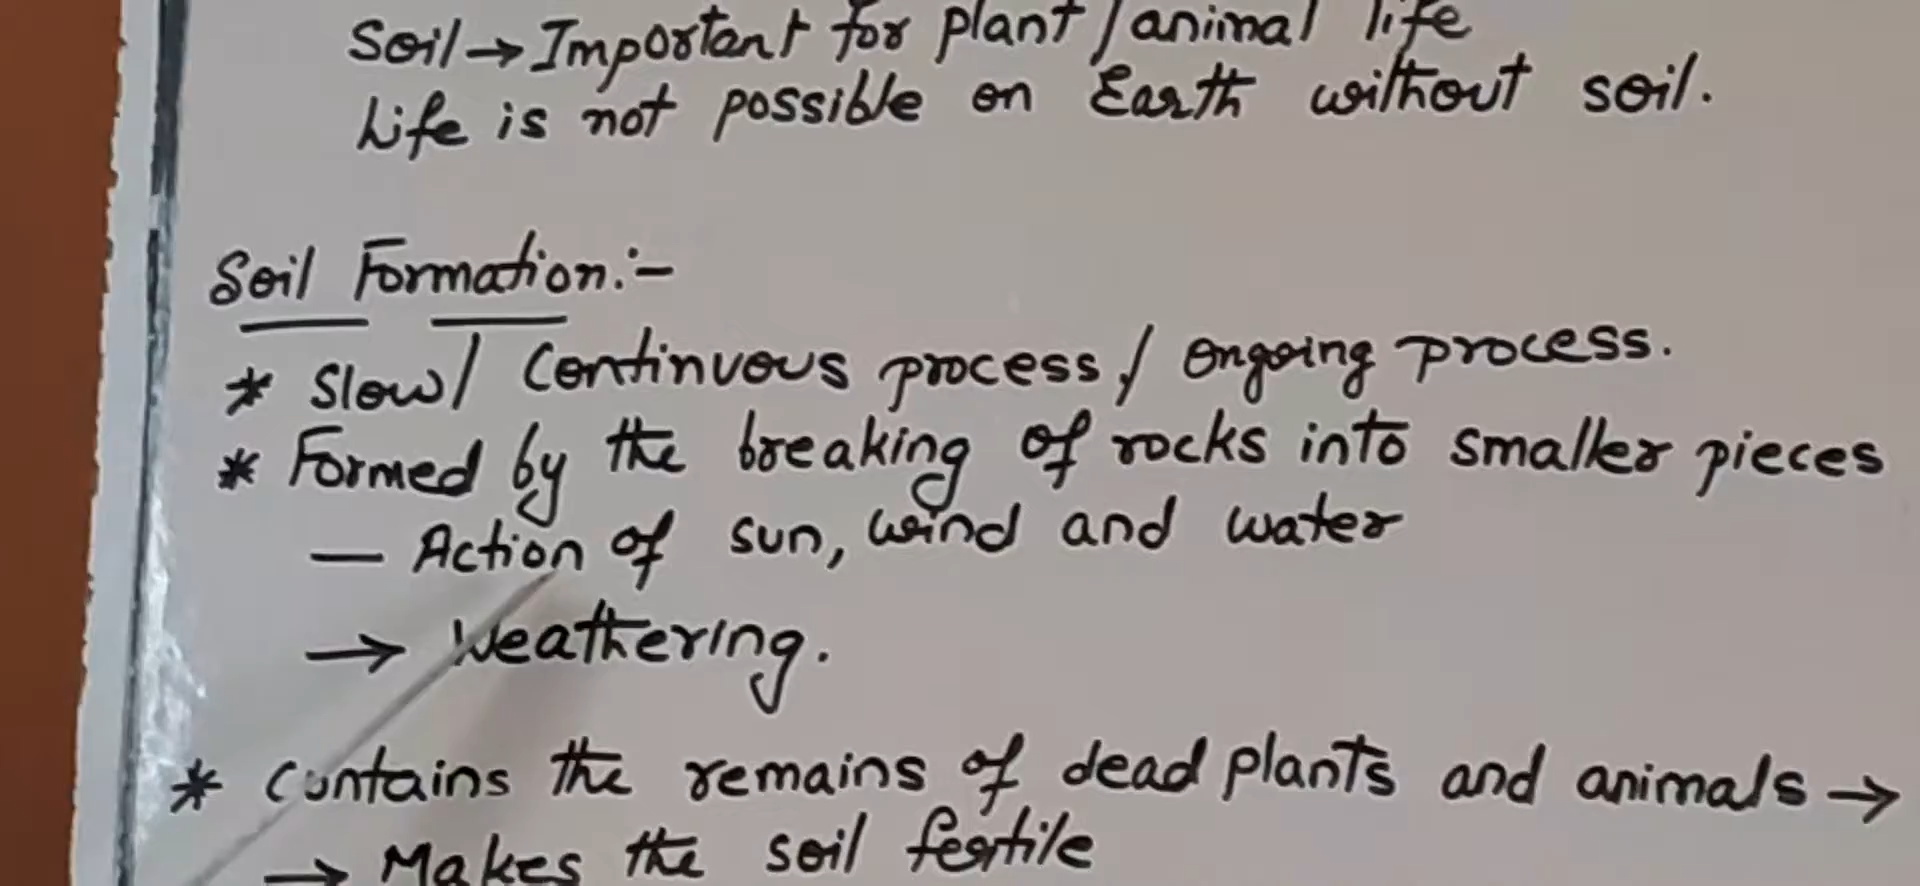 Soil → Important for plant / animal life
Life is not possible on Earth without soil.
Soil Formation :-
* Slow / Continuous process / ongoing process.
* Formed by the breaking of rocks into smaller pieces
— Action of sun, wind and water
→ Weathering.
* Contains the remains of dead plants and animals →
→ Makes the soil fertile